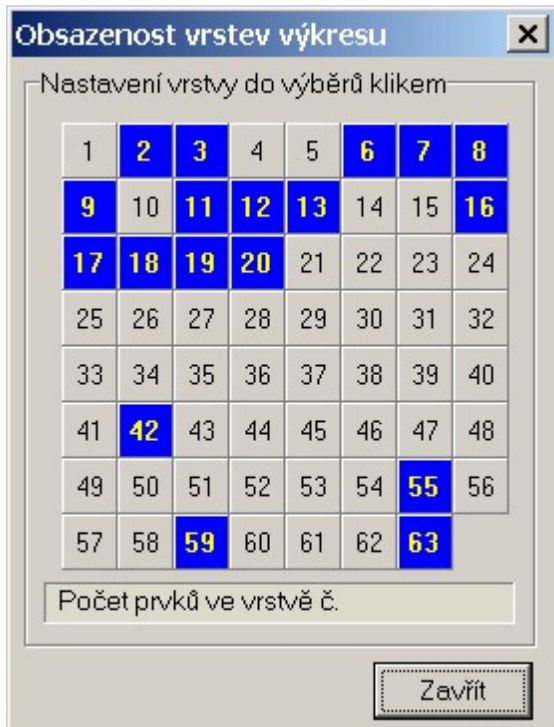 Obsazenost vrstev výkresu
Nastavení vrstvy do výběrů klikem
1 2 3 4 5 6 7 8
9 10 11 12 13 14 15 16
17 18 19 20 21 22 23 24
25 26 27 28 29 30 31 32
33 34 35 36 37 38 39 40
41 42 43 44 45 46 47 48
49 50 51 52 53 54 55 56
57 58 59 60 61 62 63
Počet prvků ve vrstvě č.
Zavřít